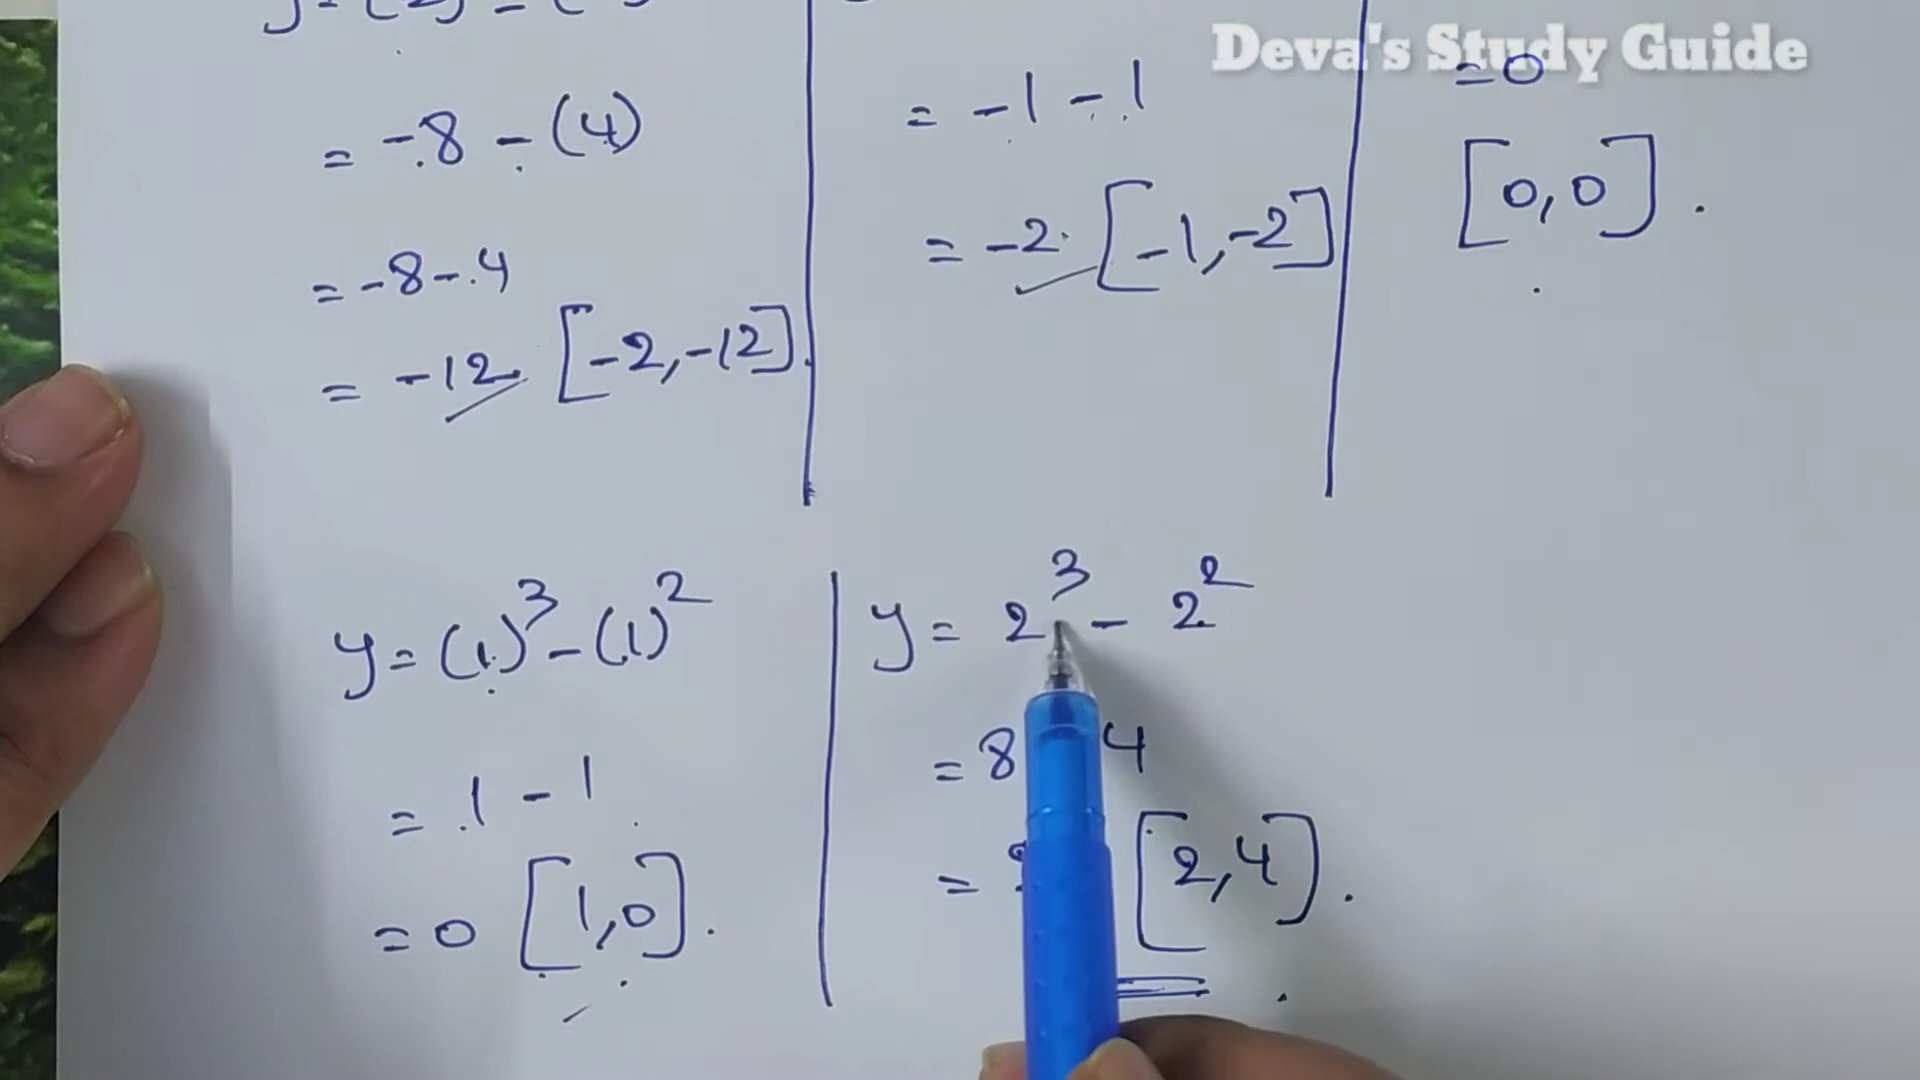 Deva's Study Guide
= -8 - (4)
= -8 - 4
= -12 [-2, -12]
= -1 - 1
= -2 [-1, -2]
= 0
[0, 0].
y = (1)³ - (1)²
= 1 - 1
= 0 [1, 0].
y = 2³ - 2²
= 8 4
= [2, 4].